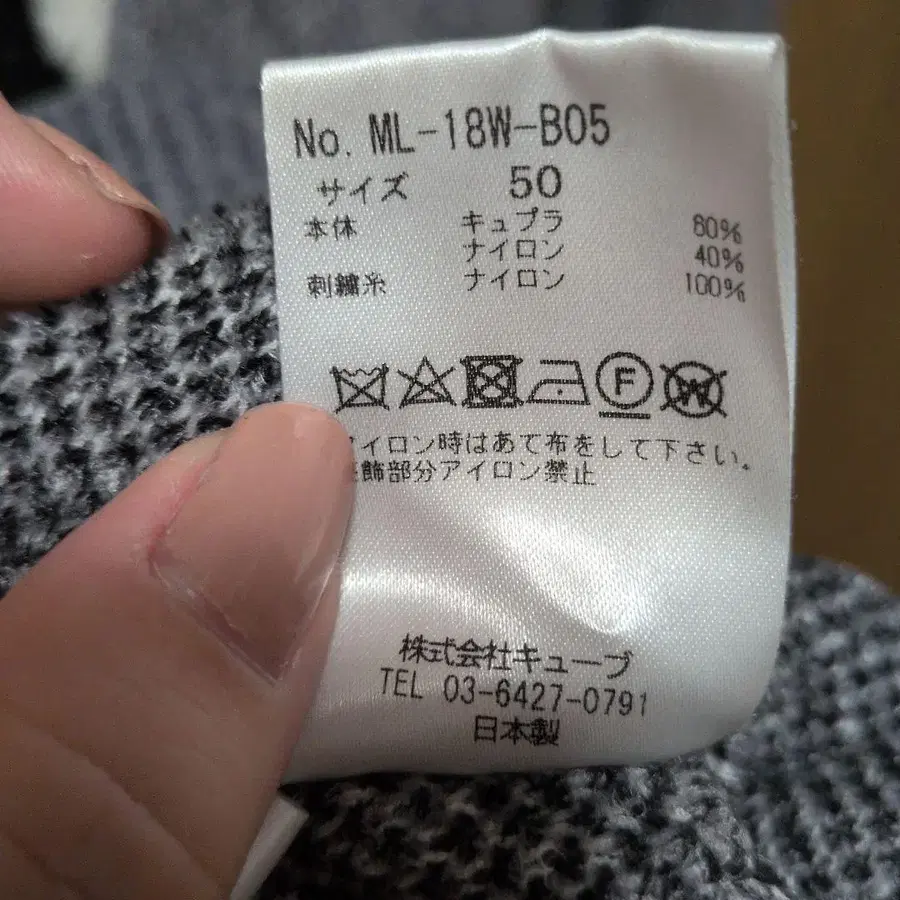 No. ML-18W-B05
サイズ 50
本体 キュプラ 60%
ナイロン 40%
刺繍糸 ナイロン 100%
F
W
イロン時はあて布をして下さい。
飾部分アイロン禁止
株式会社キューブ
TEL 03-6427-0791
日本製